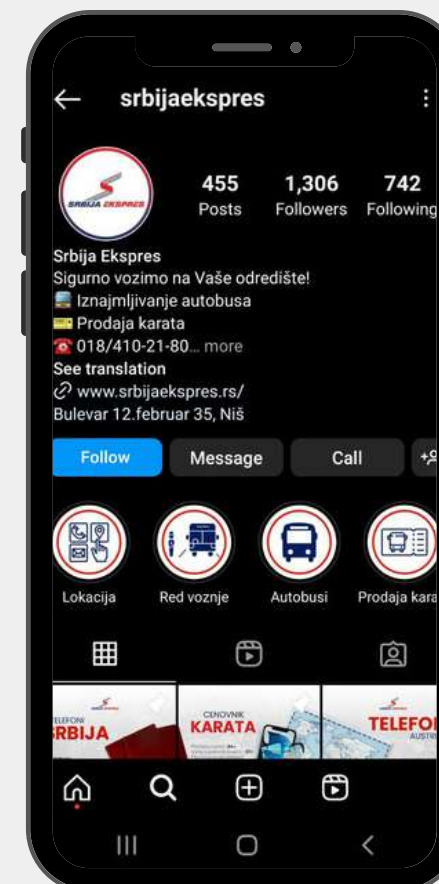 srbijaekspres
SRBIJA EKSPRES
455 1,306 742
Posts Followers Following
Srbija Ekspres
Sigurno vozimo na Vaše odredište!
Iznajmljivanje autobusa
Prodaja karata
018/410-21-80... more
See translation
www.srbijaekspres.rs/
Bulevar 12.februar 35, Niš
Follow Message Call
Lokacija Red voznje Autobusi Prodaja kara
CENOVNIK
KARATA
TELEFONI
RBIJA
TELEFO
AUSTRI